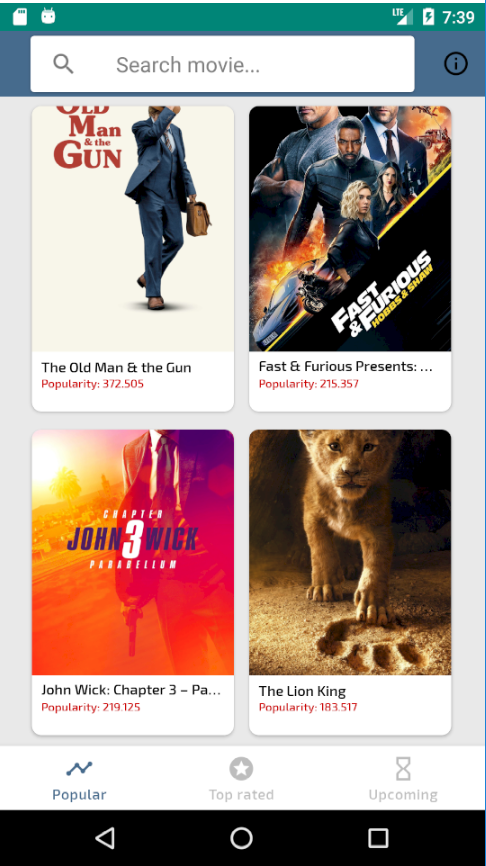 LTE 7:39
Search movie...
OLD
MAN
& the
GUN
FAST
& FURIOUS
HOBBS & SHAW
The Old Man & the Gun
Popularity: 372.505
Fast & Furious Presents: ...
Popularity: 215.357
CHAPTER
JOHN 3 WICK
PARABELLUM
John Wick: Chapter 3 – Pa...
Popularity: 219.125
The Lion King
Popularity: 183.517
Popular
Top rated
Upcoming